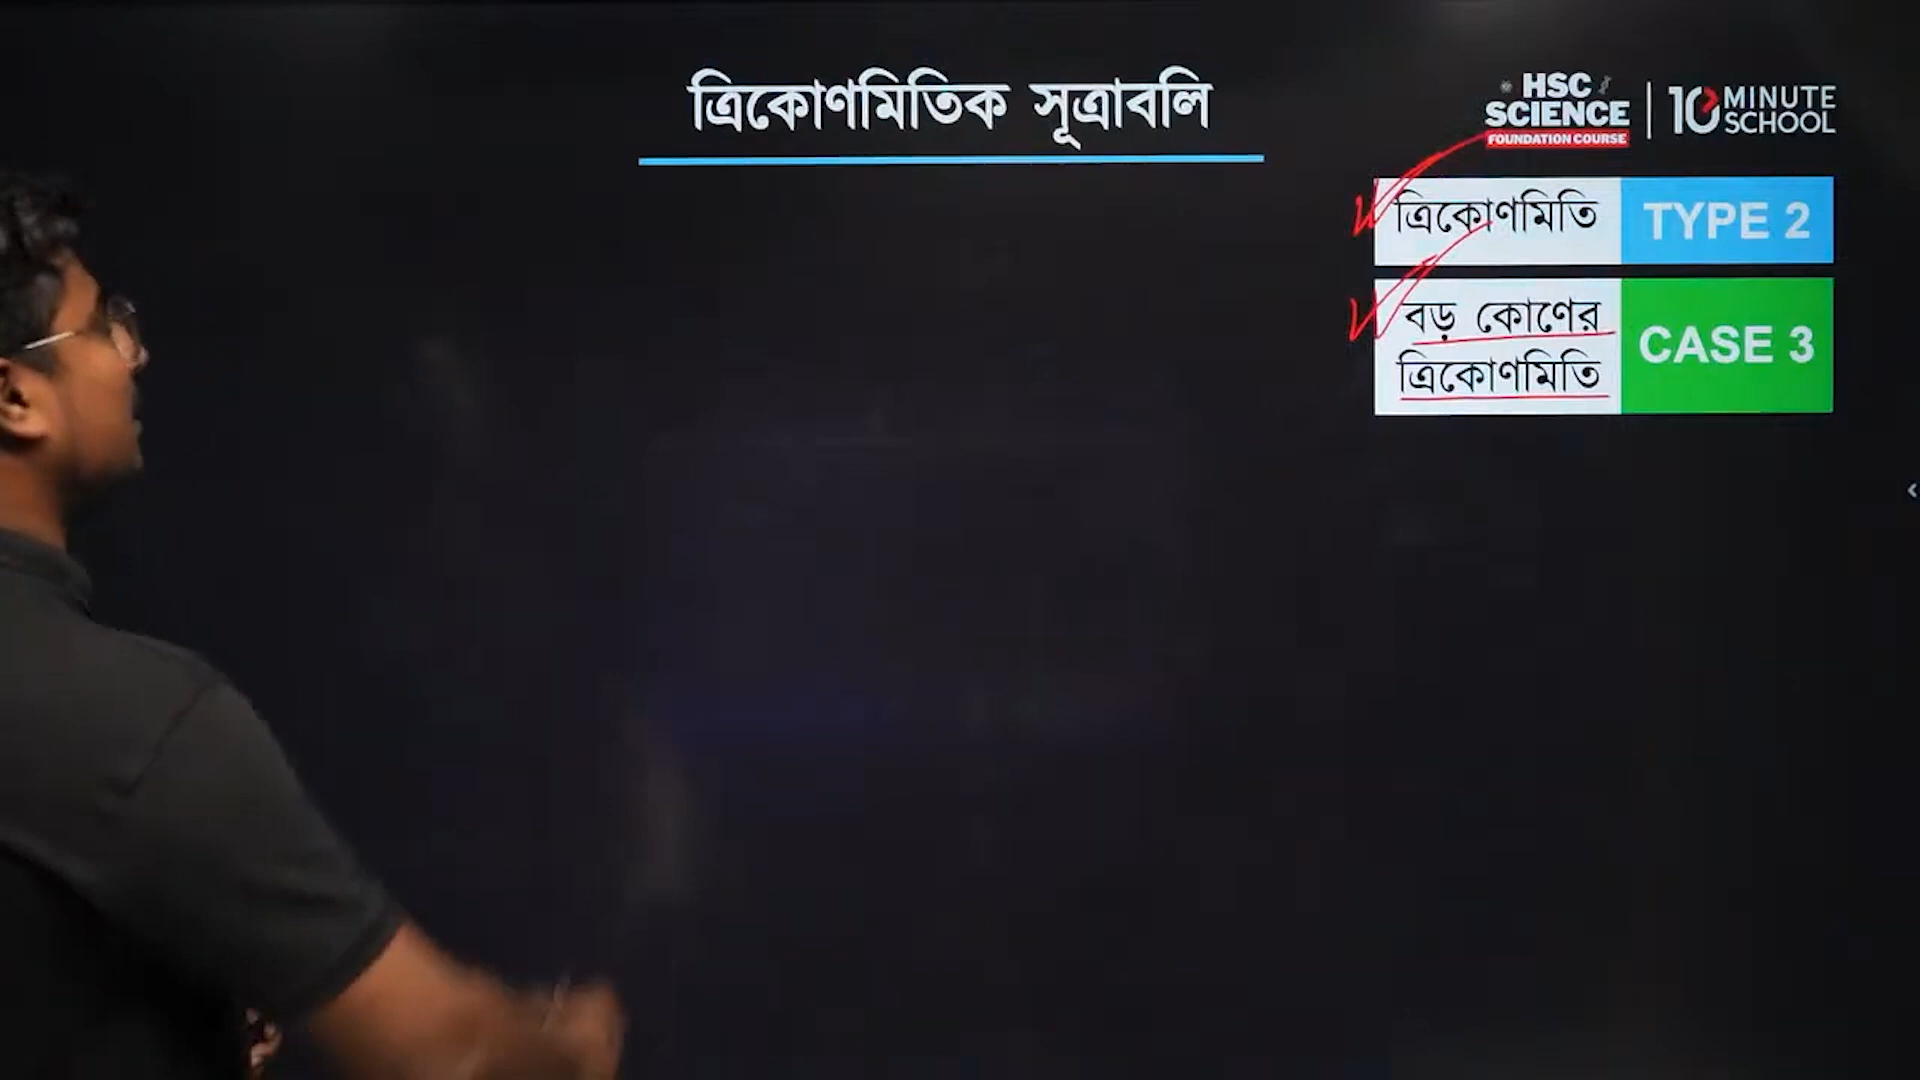 ত্রিকোণমিতিক সূত্রাবলি
HSC
SCIENCE
FOUNDATION COURSE
10 MINUTE
SCHOOL
ত্রিকোণমিতি TYPE 2
বড় কোণের
ত্রিকোণমিতি
CASE 3